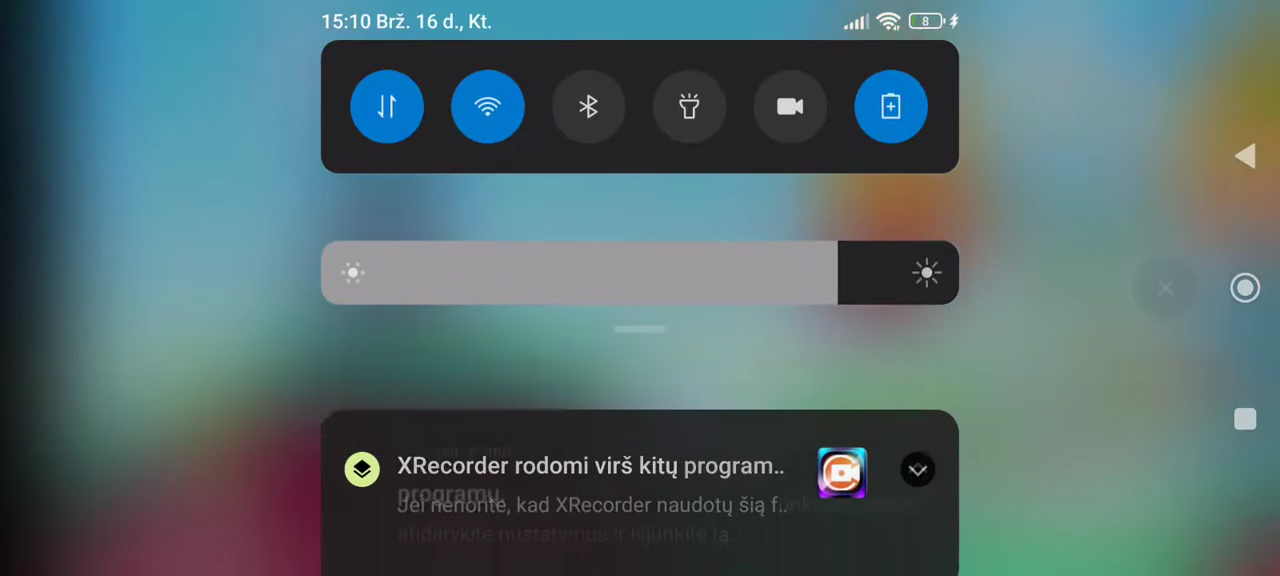 15:10 Brž. 16 d., Kt.
8
XRecorder rodomi virš kitų program..
programų.
Jei nenorite, kad XRecorder naudotų šią f..
atidarykite nustatymus ir išjunkite ją.